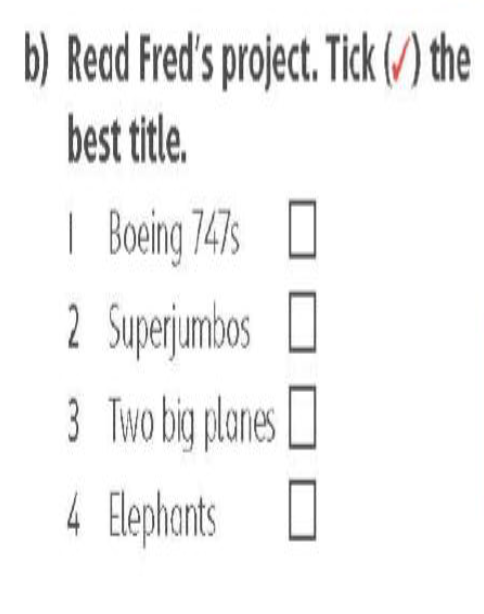 b) Read Fred's project. Tick (✓) the
best title.
1 Boeing 747s
2 Superjumbos
3 Two big planes
4 Elephants